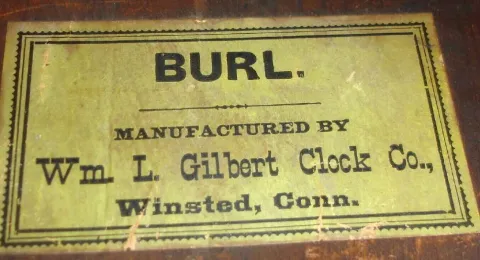 BURL.
MANUFACTURED BY
Wm. L. Gilbert Clock Co.,
Winsted, Conn.